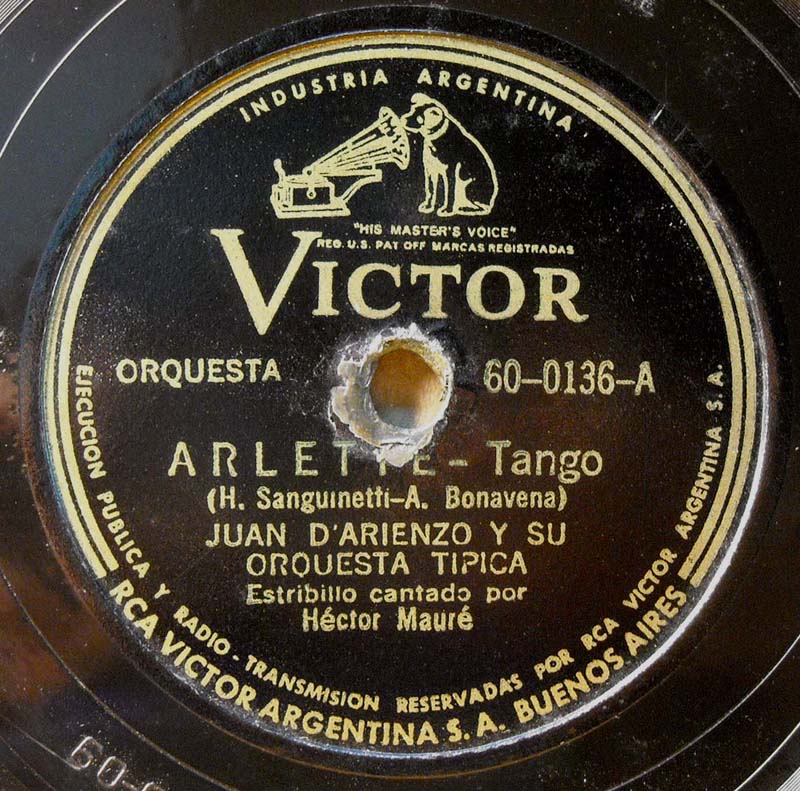 INDUSTRIA ARGENTINA
"HIS MASTER'S VOICE"
REG. U.S. PAT OFF MARCAS REGISTRADAS
VICTOR
ORQUESTA 60-0136-A
ARLETTE - Tango
(H. Sanguinetti-A. Bonavena)
JUAN D'ARIENZO Y SU
ORQUESTA TIPICA
Estribillo cantado por
Héctor Mauré
EJECUCION PUBLICA Y RADIO-TRANSMISION RESERVADAS POR RCA VICTOR ARGENTINA S. A.
RCA VICTOR ARGENTINA S. A. BUENOS AIRES